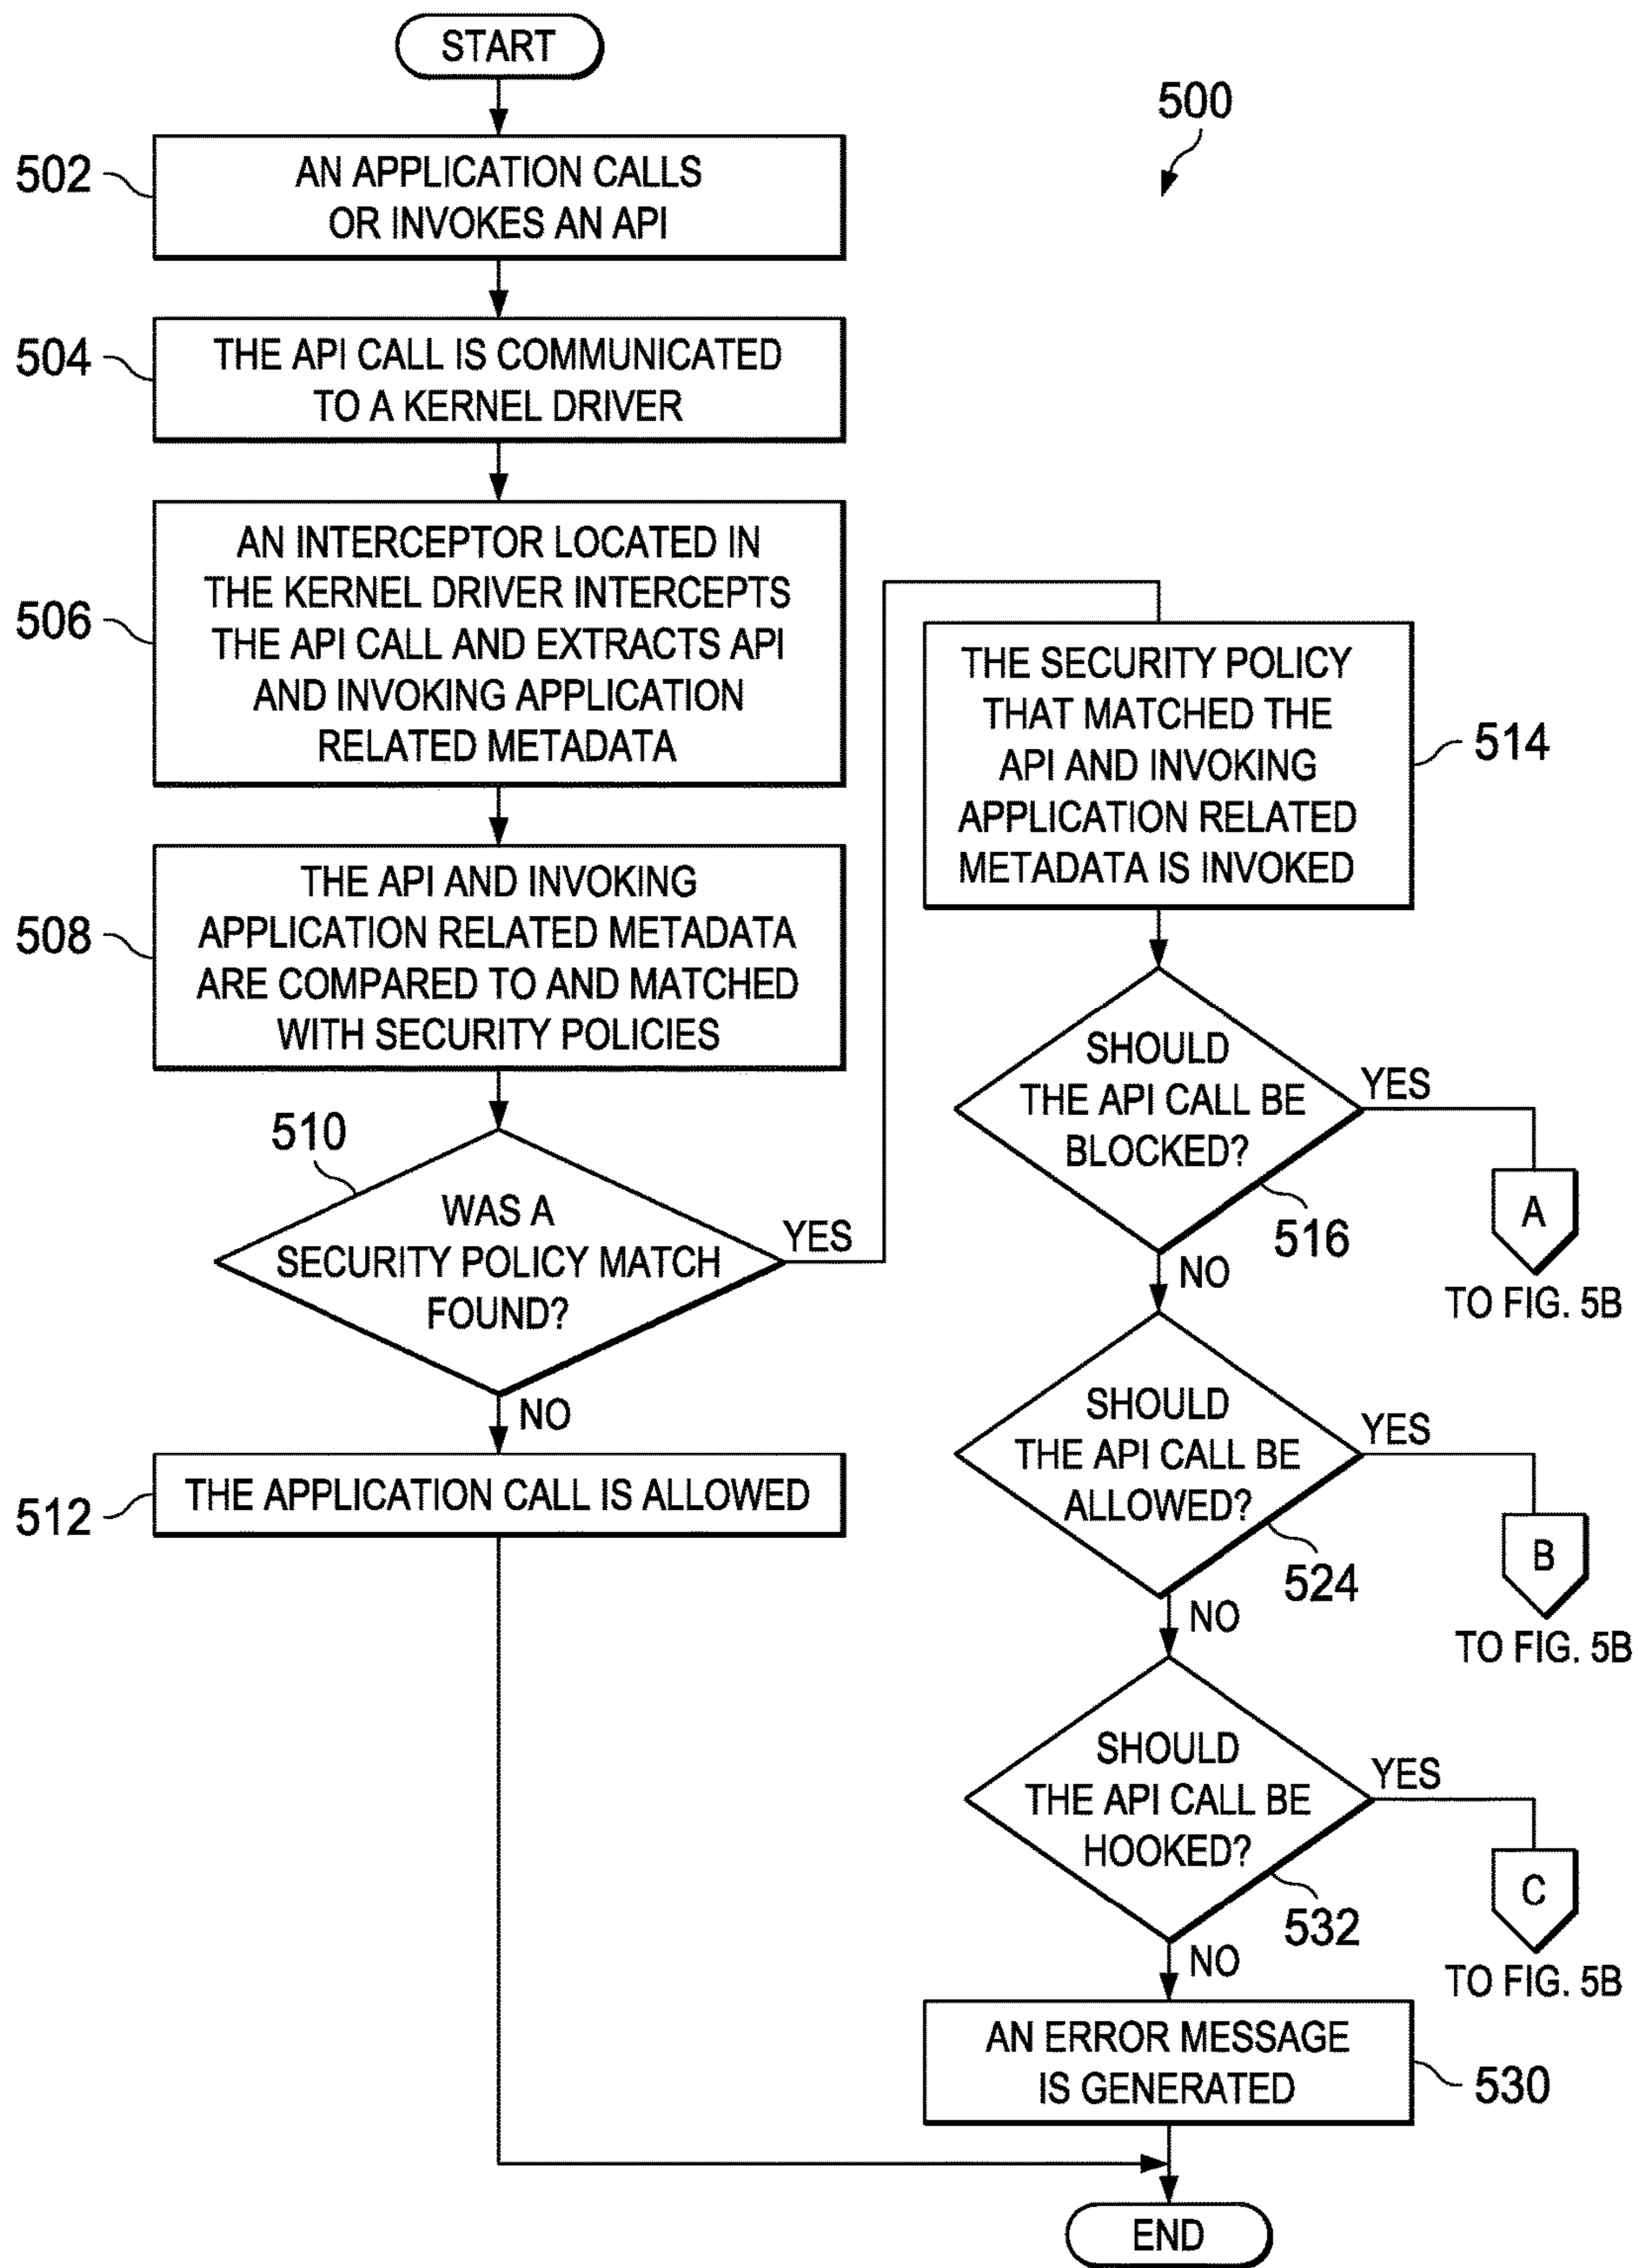 START
500
502
AN APPLICATION CALLS
OR INVOKES AN API
504
THE API CALL IS COMMUNICATED
TO A KERNEL DRIVER
506
AN INTERCEPTOR LOCATED IN
THE KERNEL DRIVER INTERCEPTS
THE API CALL AND EXTRACTS API
AND INVOKING APPLICATION
RELATED METADATA
508
THE API AND INVOKING
APPLICATION RELATED METADATA
ARE COMPARED TO AND MATCHED
WITH SECURITY POLICIES
510
WAS A
SECURITY POLICY MATCH
FOUND?
YES
NO
512
THE APPLICATION CALL IS ALLOWED
THE SECURITY POLICY
THAT MATCHED THE
API AND INVOKING
APPLICATION RELATED
METADATA IS INVOKED
514
SHOULD
THE API CALL BE
BLOCKED?
YES
516
A
TO FIG. 5B
NO
SHOULD
THE API CALL BE
ALLOWED?
YES
524
B
TO FIG. 5B
NO
SHOULD
THE API CALL BE
HOOKED?
YES
532
C
TO FIG. 5B
NO
AN ERROR MESSAGE
IS GENERATED
530
END